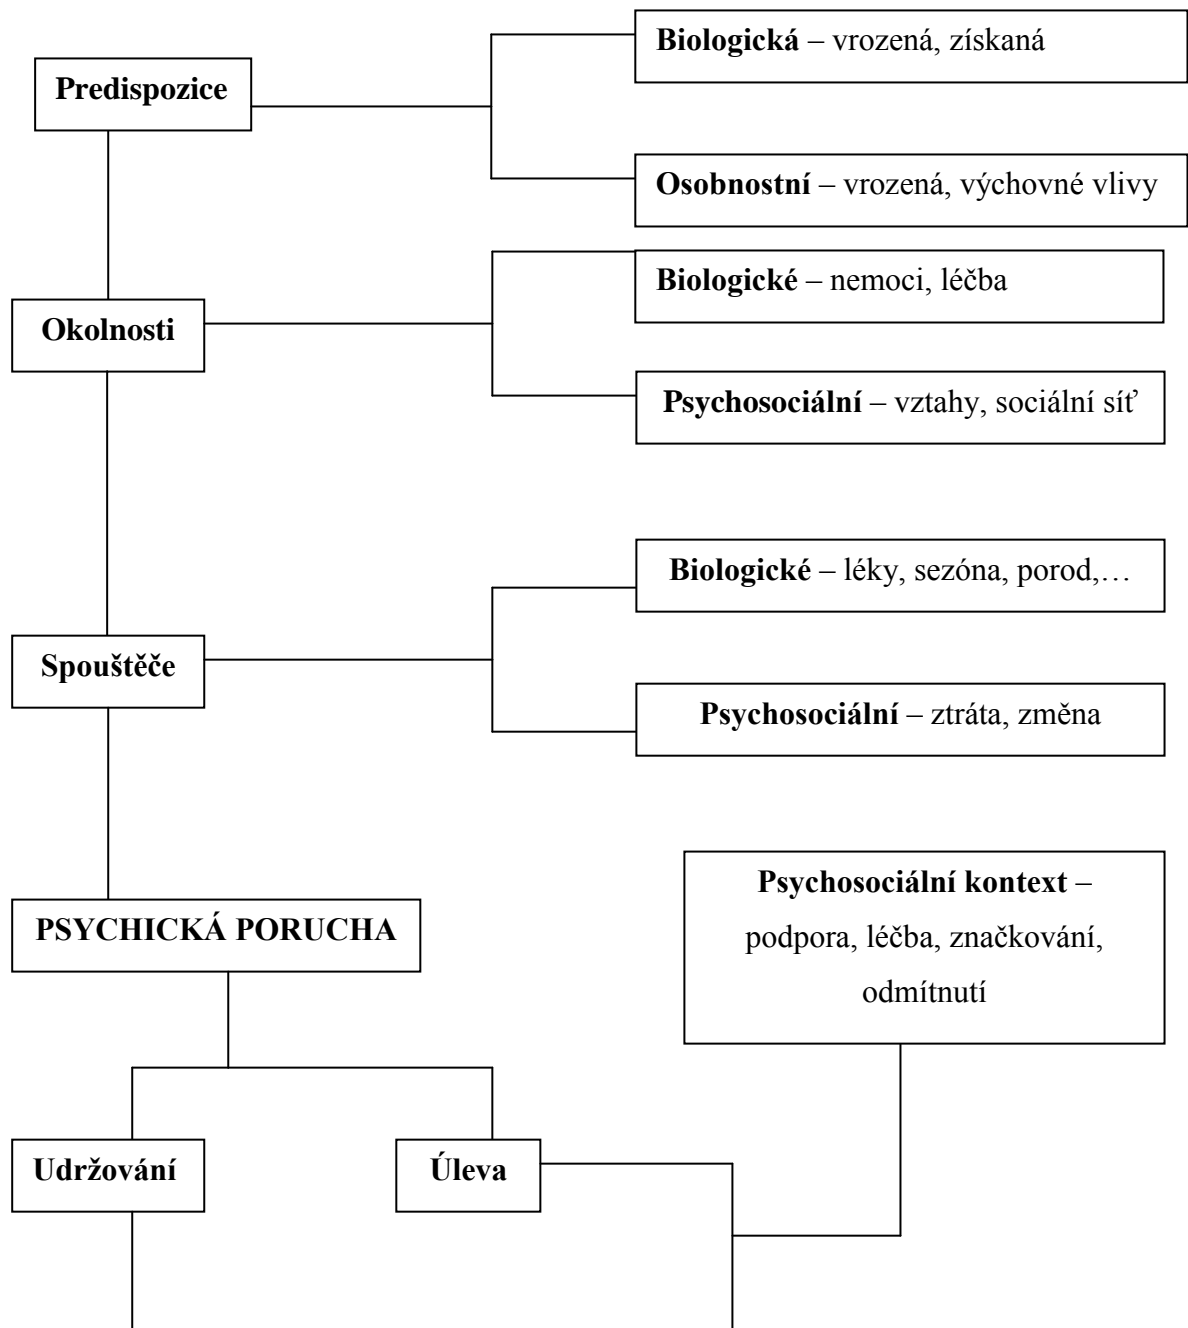 Biologická – vrozená, získaná
Predispozice
Osobnostní – vrozená, výchovné vlivy
Biologické – nemoci, léčba
Okolnosti
Psychosociální – vztahy, sociální síť
Biologické – léky, sezóna, porod,…
Spouštěče
Psychosociální – ztráta, změna
Psychosociální kontext –
podpora, léčba, značkování,
odmítnutí
PSYCHICKÁ PORUCHA
Udržování
Úleva